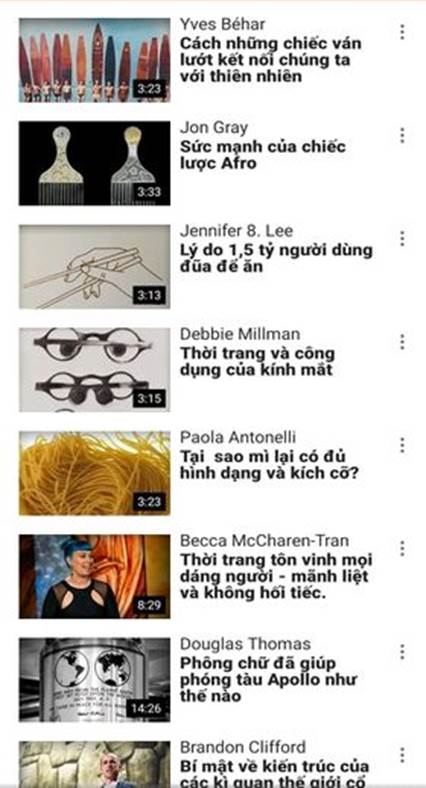 Yves Béhar
Cách những chiếc ván
lướt kết nối chúng ta
với thiên nhiên
3:23
Jon Gray
Sức mạnh của chiếc
lược Afro
3:33
Jennifer 8. Lee
Lý do 1,5 tỷ người dùng
đũa để ăn
3:13
Debbie Millman
Thời trang và công
dụng của kính mắt
3:15
Paola Antonelli
Tại sao mì lại có đủ
hình dạng và kích cỡ?
3:23
Becca McCharen-Tran
Thời trang tôn vinh mọi
dáng người - mãnh liệt
và không hối tiếc.
8:29
Douglas Thomas
Phông chữ đã giúp
phóng tàu Apollo như
thế nào
14:26
Brandon Clifford
Bí mật về kiến trúc của
các kì quan thế giới cổ